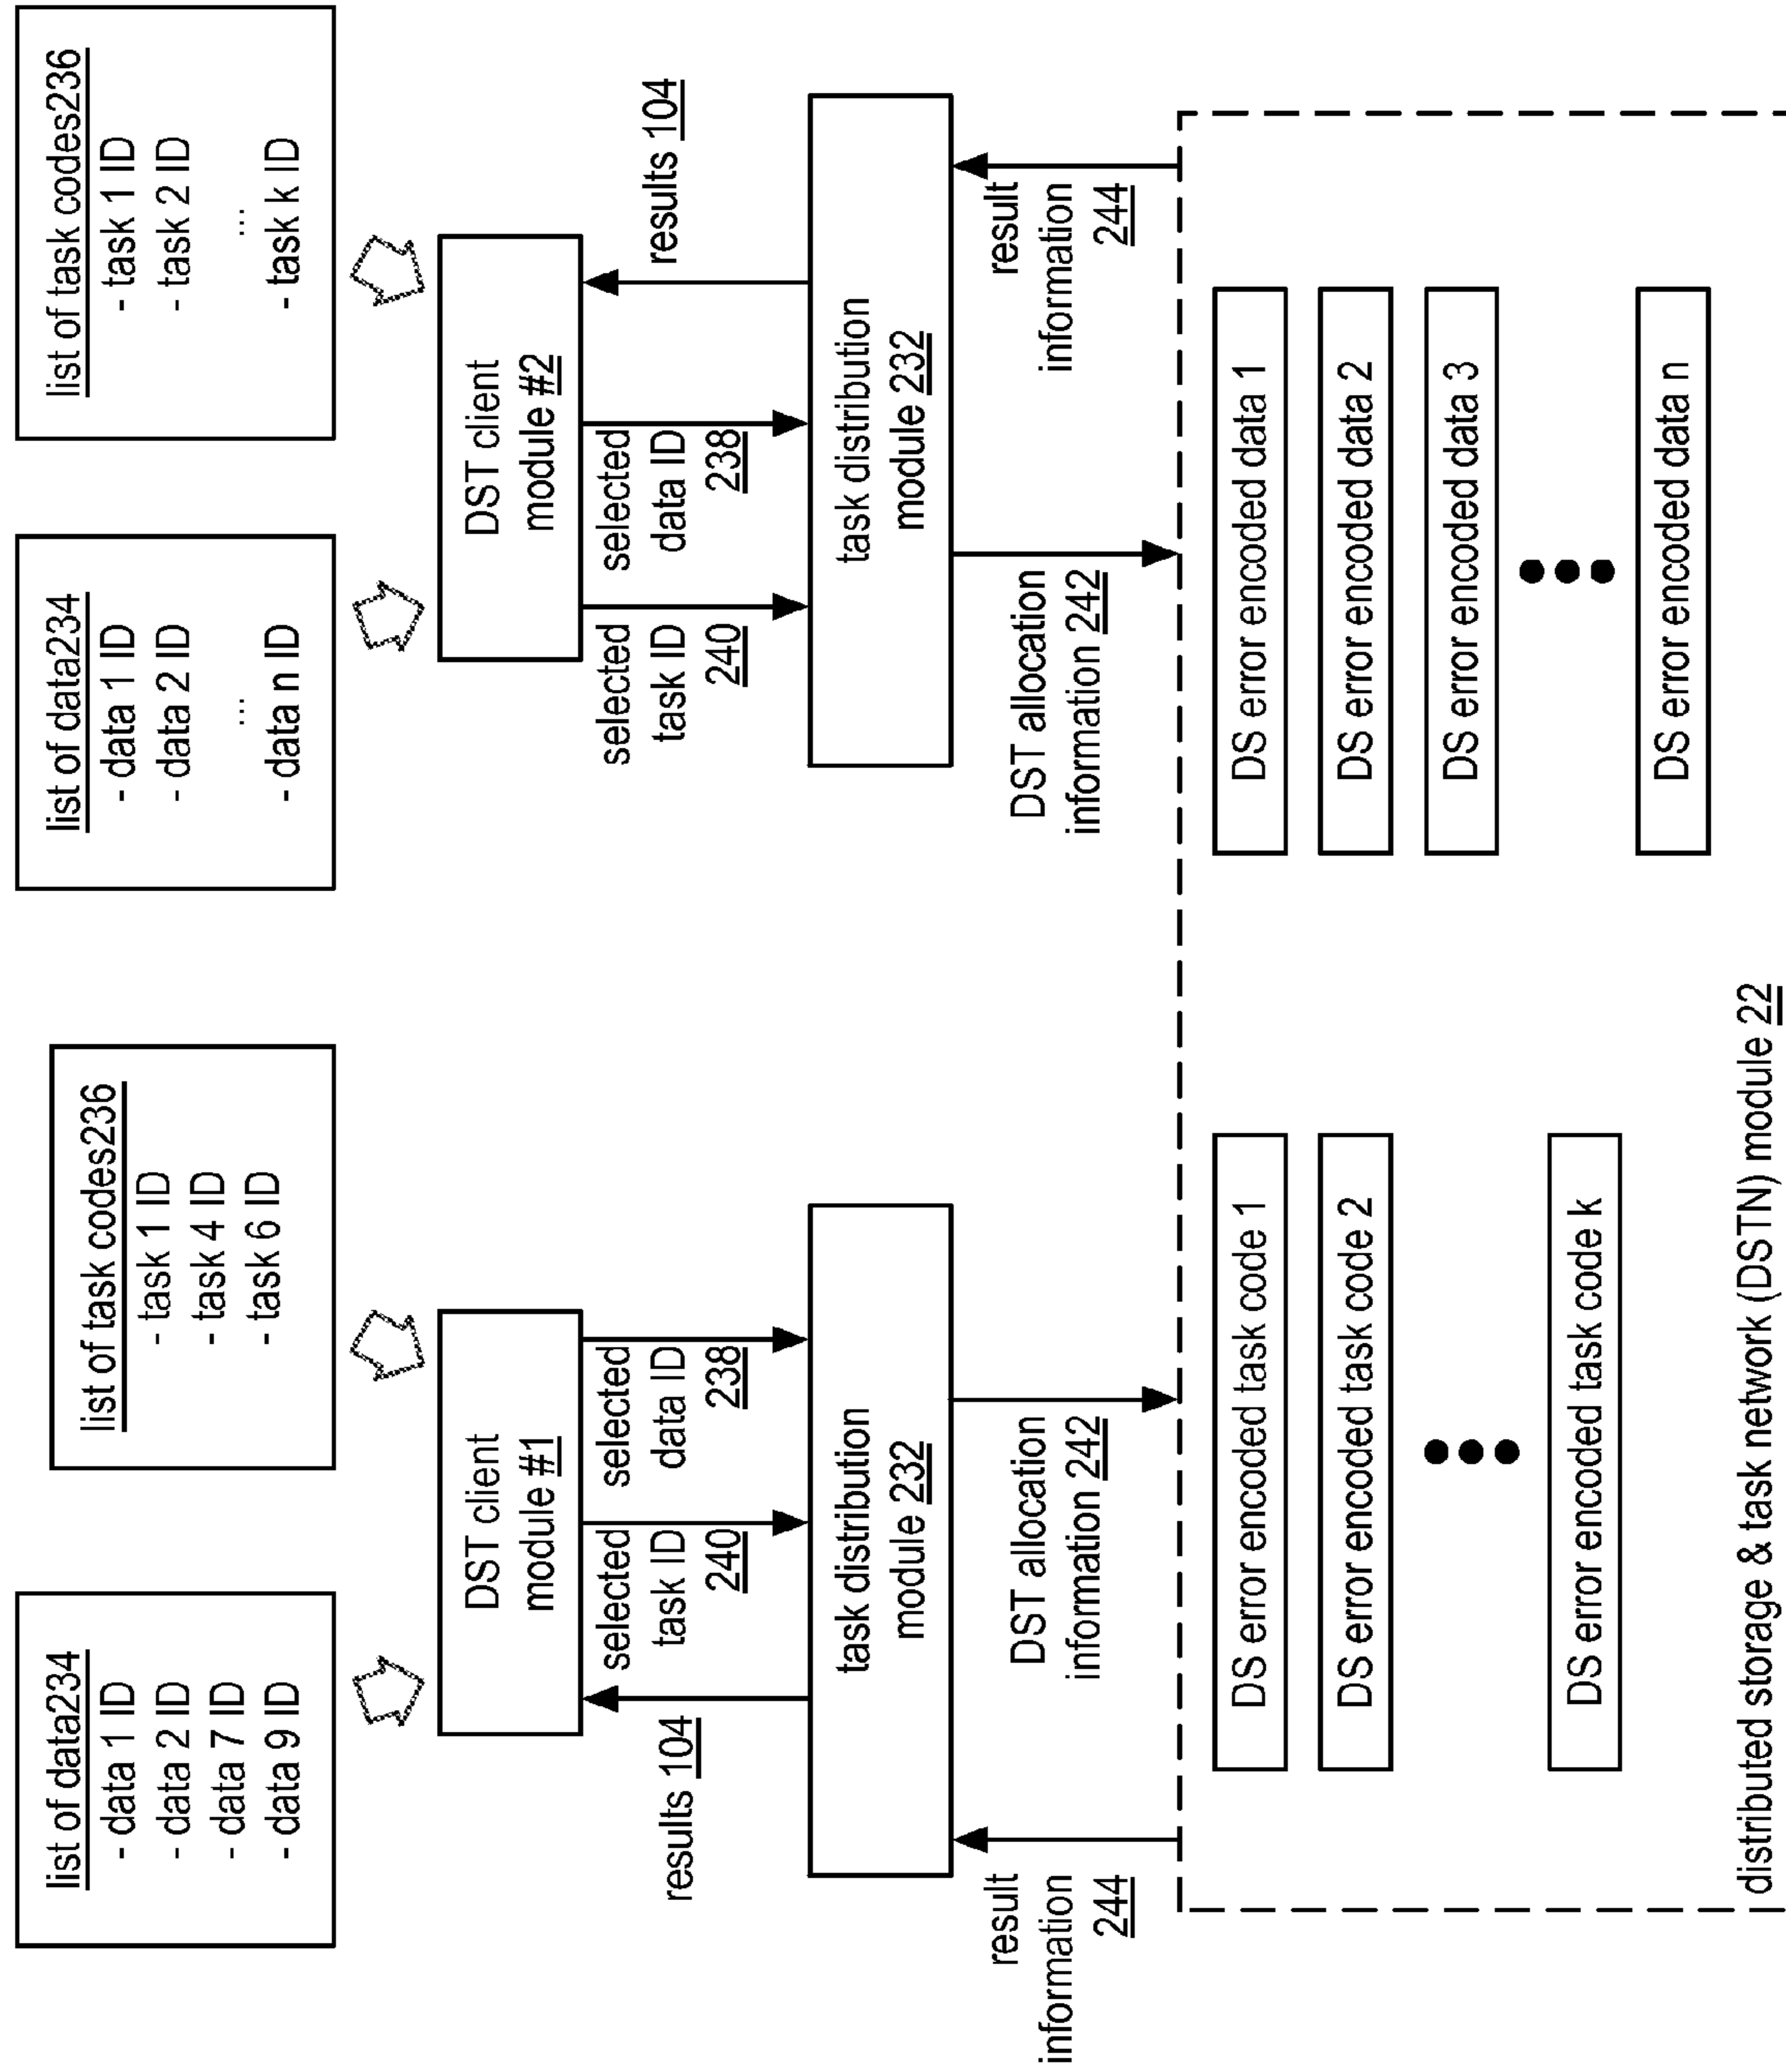 list of data234
- data 1 ID
- data 2 ID
- data 7 ID
- data 9 ID
list of task codes236
- task 1 ID
- task 4 ID
- task 6 ID
list of data234
- data 1 ID
- data 2 ID
...
- data n ID
list of task codes236
- task 1 ID
- task 2 ID
...
- task k ID
DST client
module #1
DST client
module #2
results 104
selected
task ID
240
selected
data ID
238
selected
task ID
240
selected
data ID
238
results 104
task distribution
module 232
task distribution
module 232
result
information
244
DST allocation
information 242
DST allocation
information 242
result
information
244
DS error encoded task code 1
DS error encoded task code 2
DS error encoded task code k
DS error encoded data 1
DS error encoded data 2
DS error encoded data 3
DS error encoded data n
distributed storage & task network (DSTN) module 22